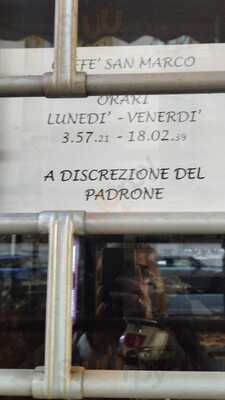 CAFFE' SAN MARCO
ORARI
LUNEDI' - VENERDI'
3.57.21 - 18.02.39
A DISCREZIONE DEL
PADRONE